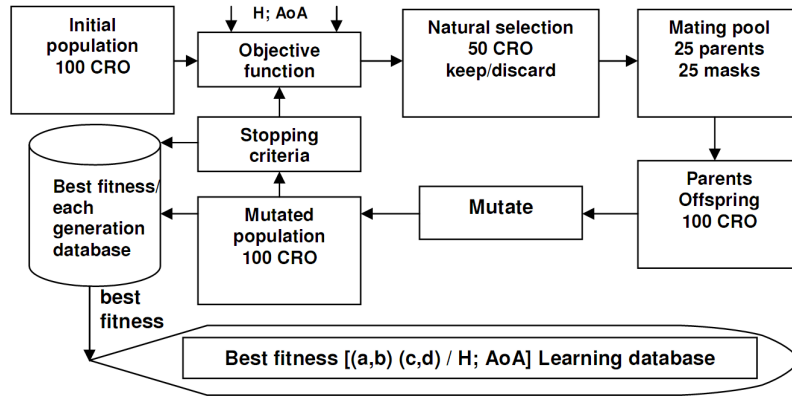 H; AoA
Initial
population
100 CRO
Objective
function
Natural selection
50 CRO
keep/discard
Mating pool
25 parents
25 masks
Stopping
criteria
Best fitness/
each
generation
database
Mutated
population
100 CRO
Mutate
Parents
Offspring
100 CRO
best
fitness
Best fitness [(a,b) (c,d) / H; AoA] Learning database